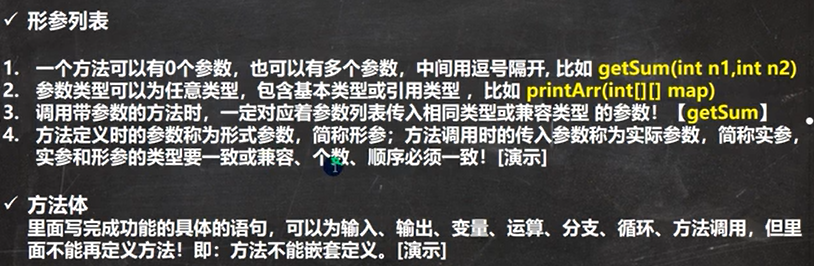 ✓ 形参列表
1. 一个方法可以有0个参数，也可以有多个参数，中间用逗号隔开, 比如 getSum(int n1,int n2)
2. 参数类型可以为任意类型，包含基本类型或引用类型 ，比如 printArr(int[][] map)
3. 调用带参数的方法时，一定对应着参数列表传入相同类型或兼容类型 的参数！【getSum】
4. 方法定义时的参数称为形式参数，简称形参；方法调用时的传入参数称为实际参数，简称实参，
实参和形参的类型要一致或兼容、个数、顺序必须一致！[演示]
✓ 方法体
里面写完成功能的具体的语句，可以为输入、输出、变量、运算、分支、循环、方法调用，但里
面不能再定义方法！即：方法不能嵌套定义。[演示]